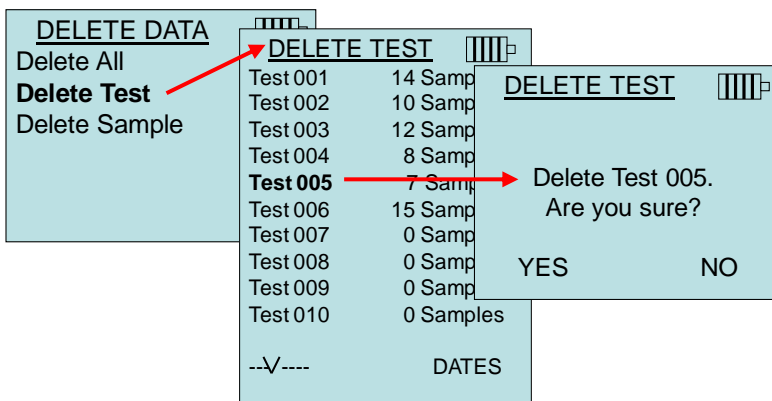 DELETE DATA
Delete All
Delete Test
Delete Sample
DELETE TEST
Test 001 14 Samp
Test 002 10 Samp
Test 003 12 Samp
Test 004 8 Samp
Test 005 7 Samp
Test 006 15 Samp
Test 007 0 Samp
Test 008 0 Samp
Test 009 0 Samp
Test 010 0 Samples
--\/---- DATES
DELETE TEST
Delete Test 005.
Are you sure?
YES NO